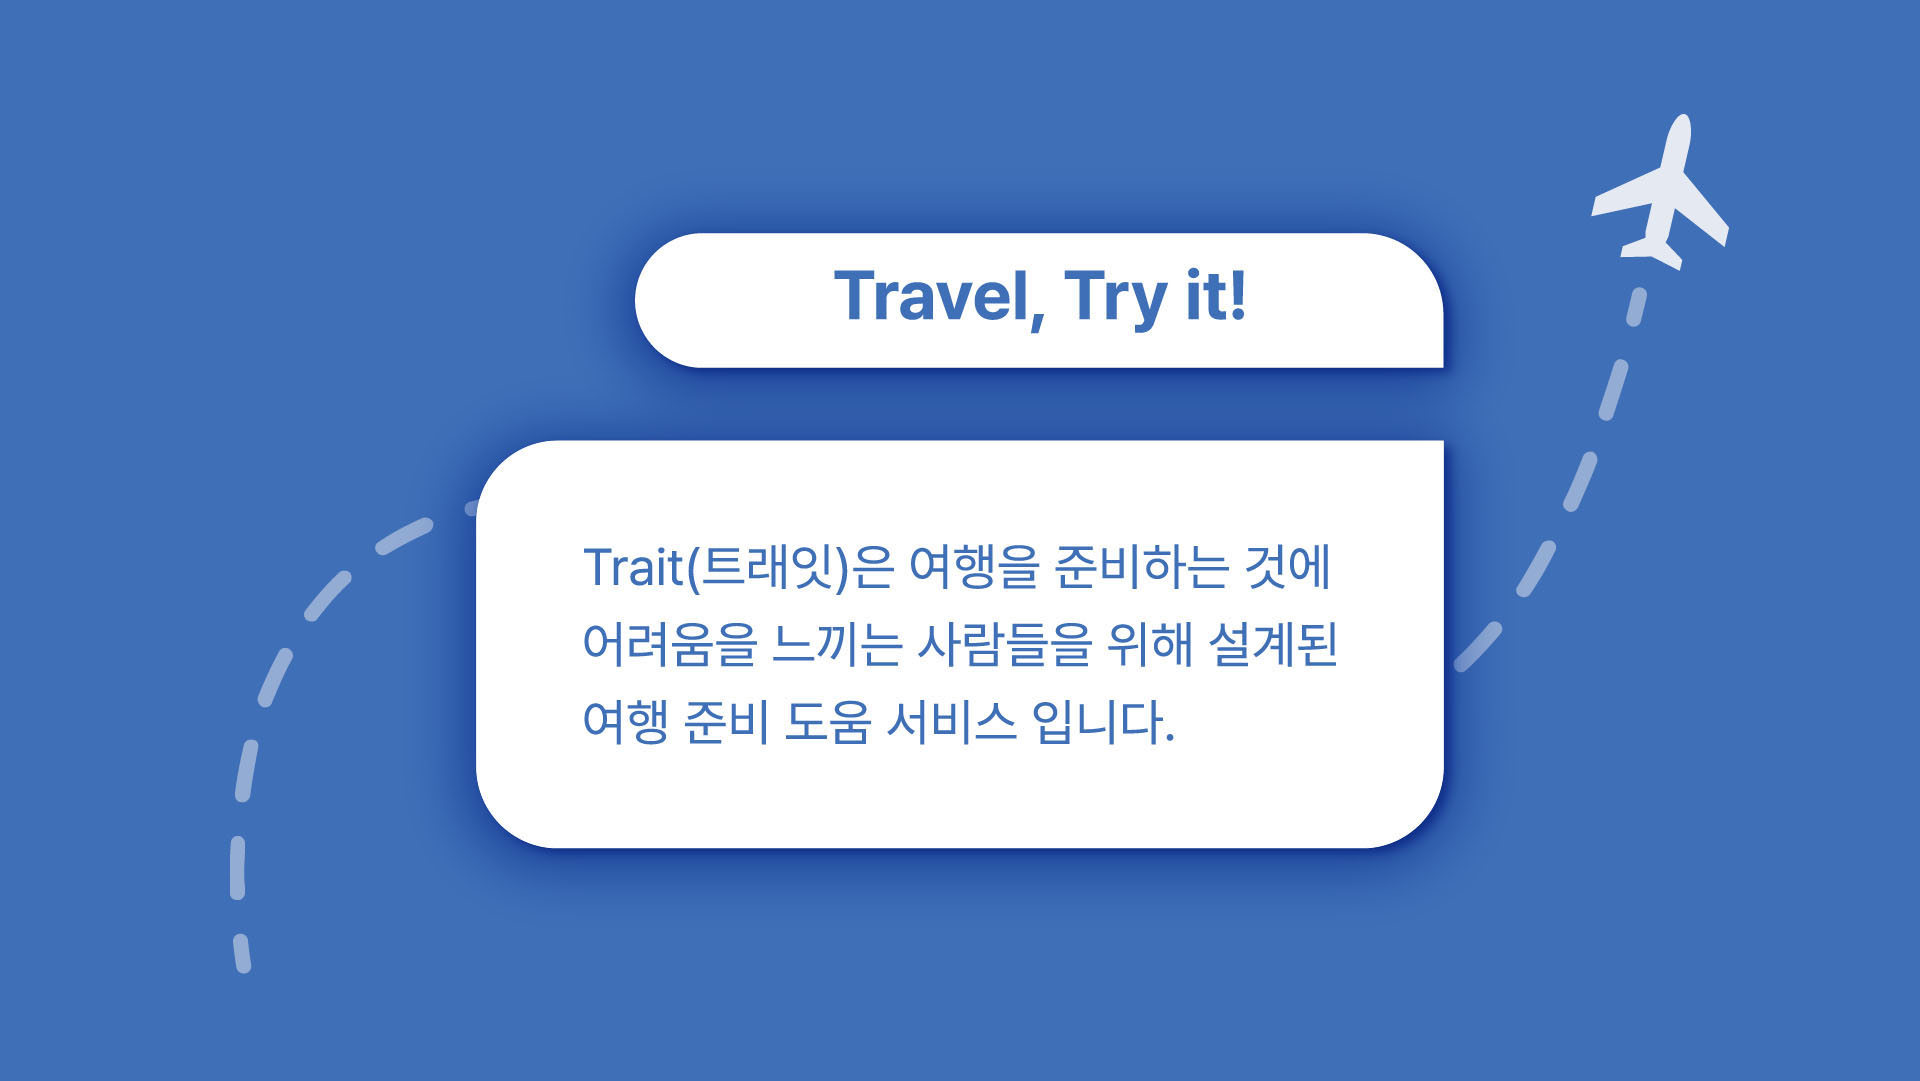 Travel, Try it!
Trait(트래잇)은 여행을 준비하는 것에
어려움을 느끼는 사람들을 위해 설계된
여행 준비 도움 서비스 입니다.